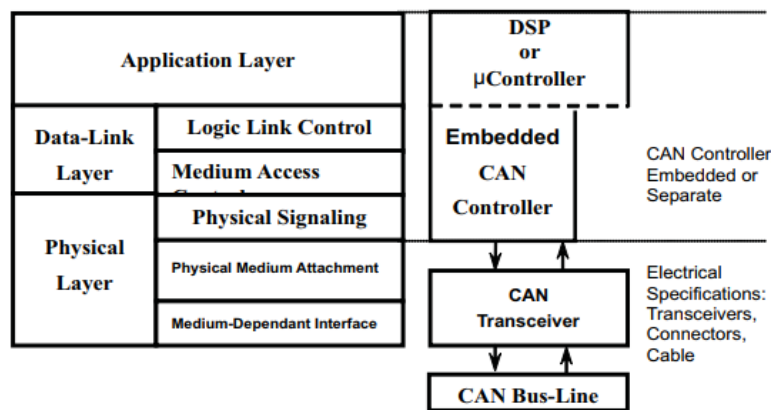 Application Layer
Data-Link
Layer
Logic Link Control
Medium Access
Physical
Layer
Physical Signaling
Physical Medium Attachment
Medium-Dependant Interface
DSP
or
µController
Embedded
CAN
Controller
CAN
Transceiver
CAN Bus-Line
CAN Controller
Embedded or
Separate
Electrical
Specifications:
Transceivers,
Connectors,
Cable